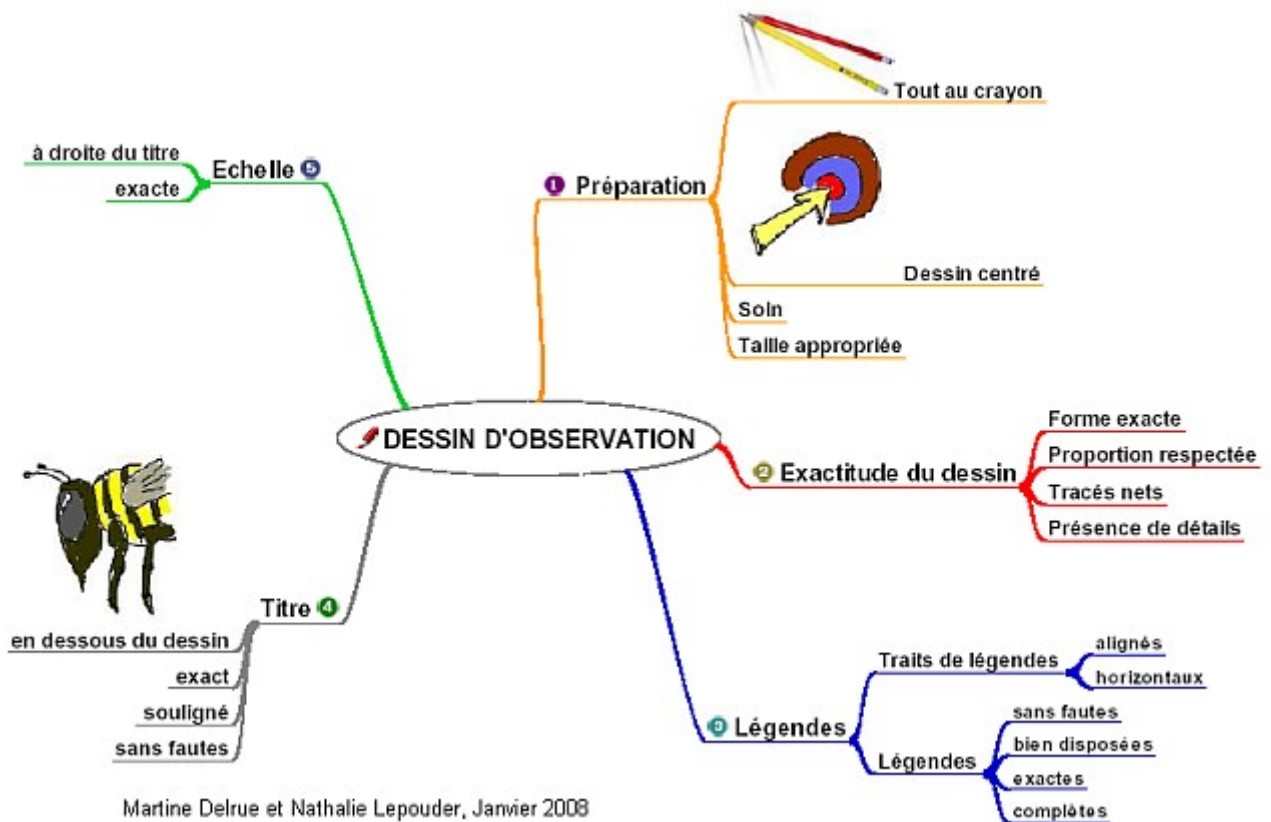 DESSIN D'OBSERVATION
1 Préparation
Tout au crayon
Dessin centré
Soin
Taille appropriée
2 Exactitude du dessin
Forme exacte
Proportion respectée
Tracés nets
Présence de détails
3 Légendes
Traits de légendes
alignés
horizontaux
Légendes
sans fautes
bien disposées
exactes
complètes
Titre 4
en dessous du dessin
exact
souligné
sans fautes
Echelle 5
à droite du titre
exacte
Martine Delrue et Nathalie Lepouder, Janvier 2008